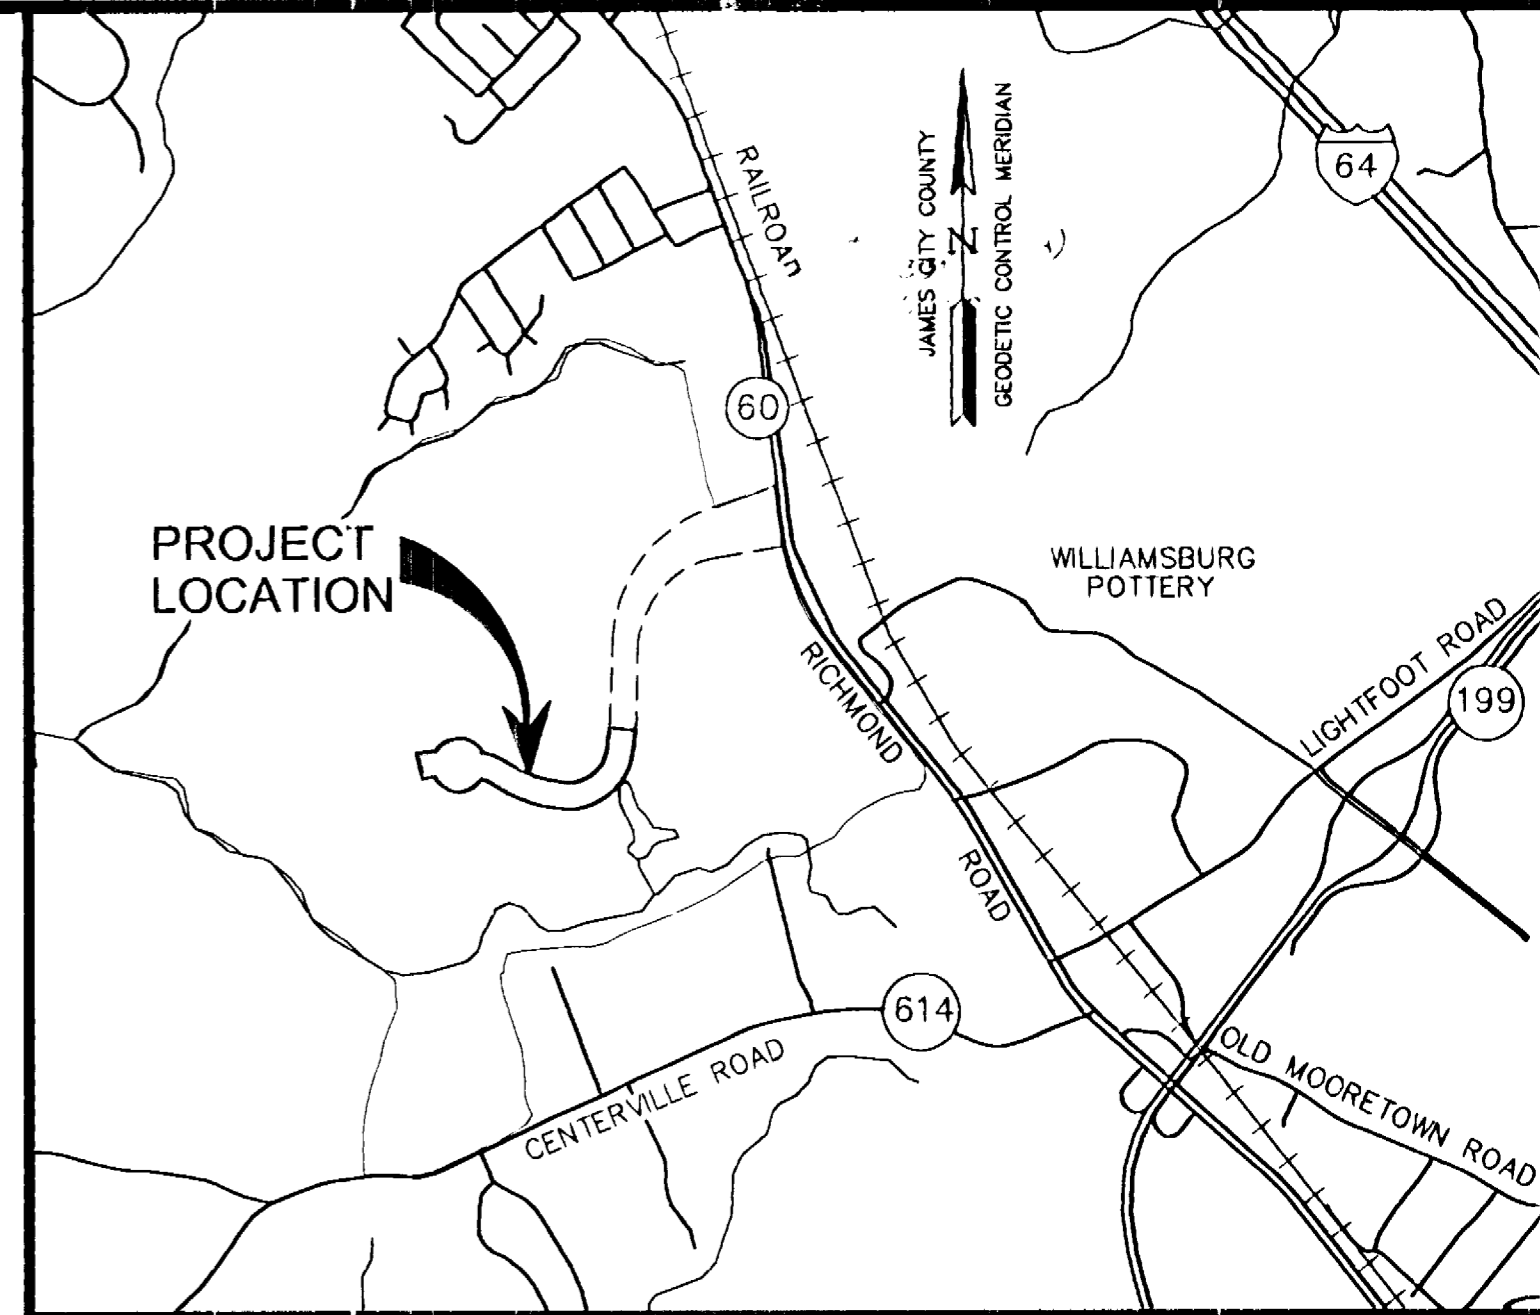 RAILROAD
JAMES CITY COUNTY
N
GEODETIC CONTROL MERIDIAN
64
60
PROJECT
LOCATION
WILLIAMSBURG
POTTERY
RICHMOND
ROAD
LIGHTFOOT ROAD
199
614
CENTERVILLE ROAD
OLD MOORETOWN ROAD